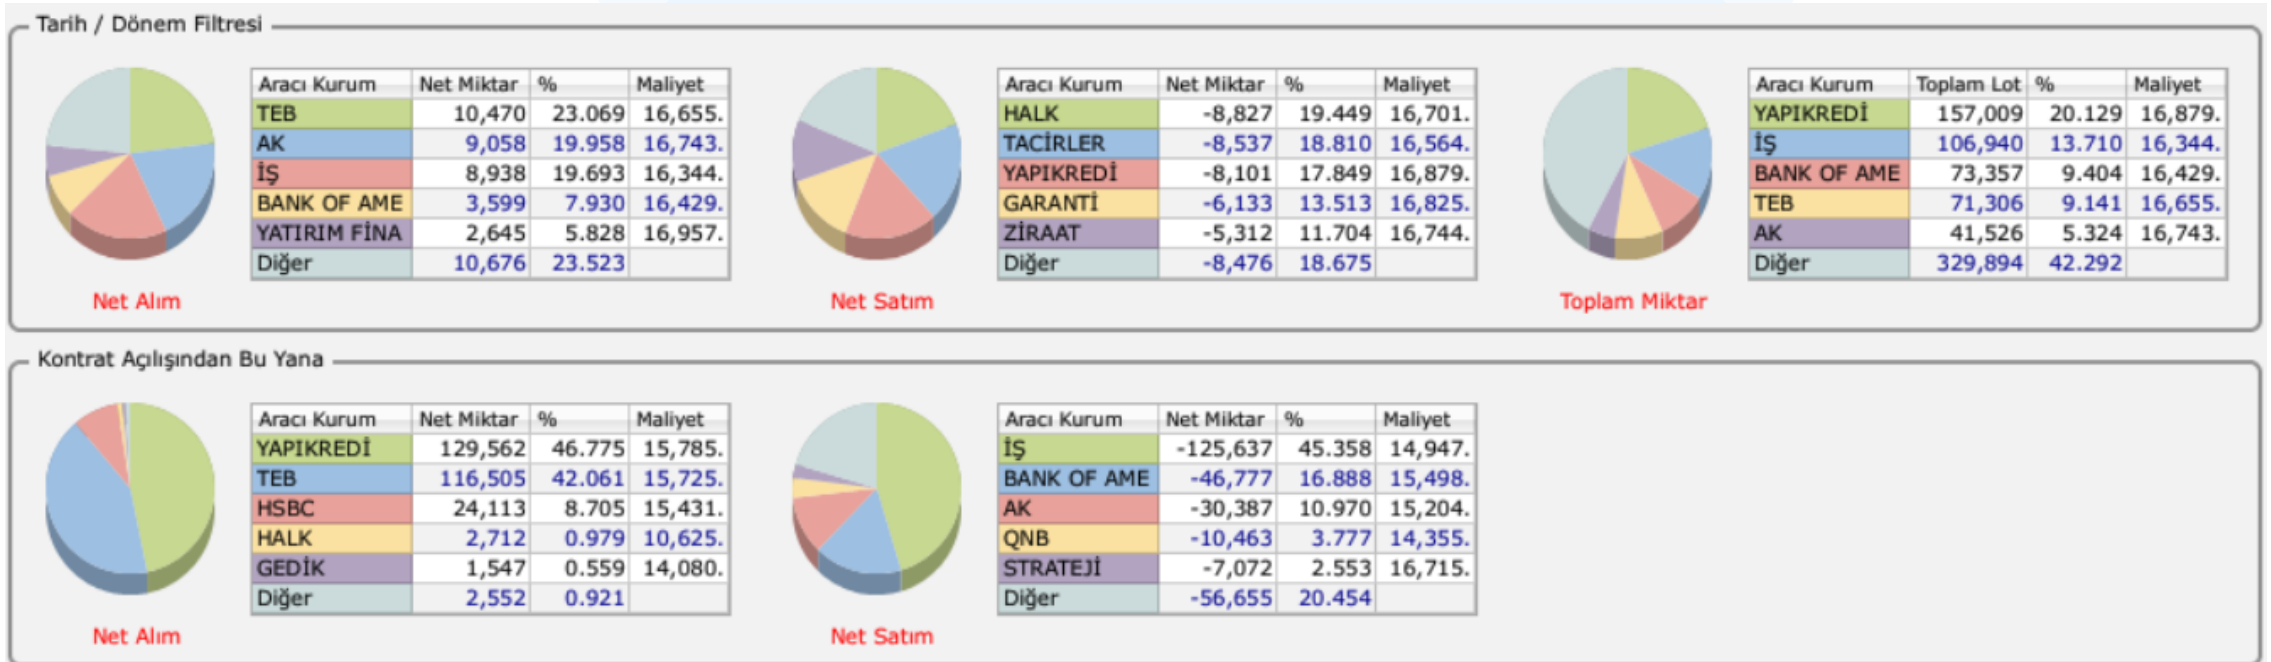 Tarih / Dönem Filtresi
Aracı Kurum Net Miktar % Maliyet
TEB 10,470 23.069 16,655.
AK 9,058 19.958 16,743.
İŞ 8,938 19.693 16,344.
BANK OF AME 3,599 7.930 16,429.
YATIRIM FİNA 2,645 5.828 16,957.
Diğer 10,676 23.523
Net Alım
Aracı Kurum Net Miktar % Maliyet
HALK -8,827 19.449 16,701.
TACİRLER -8,537 18.810 16,564.
YAPIKREDİ -8,101 17.849 16,879.
GARANTİ -6,133 13.513 16,825.
ZİRAAT -5,312 11.704 16,744.
Diğer -8,476 18.675
Net Satım
Aracı Kurum Toplam Lot % Maliyet
YAPIKREDİ 157,009 20.129 16,879.
İŞ 106,940 13.710 16,344.
BANK OF AME 73,357 9.404 16,429.
TEB 71,306 9.141 16,655.
AK 41,526 5.324 16,743.
Diğer 329,894 42.292
Toplam Miktar
Kontrat Açılışından Bu Yana
Aracı Kurum Net Miktar % Maliyet
YAPIKREDİ 129,562 46.775 15,785.
TEB 116,505 42.061 15,725.
HSBC 24,113 8.705 15,431.
HALK 2,712 0.979 10,625.
GEDİK 1,547 0.559 14,080.
Diğer 2,552 0.921
Net Alım
Aracı Kurum Net Miktar % Maliyet
İŞ -125,637 45.358 14,947.
BANK OF AME -46,777 16.888 15,498.
AK -30,387 10.970 15,204.
QNB -10,463 3.777 14,355.
STRATEJİ -7,072 2.553 16,715.
Diğer -56,655 20.454
Net Satım